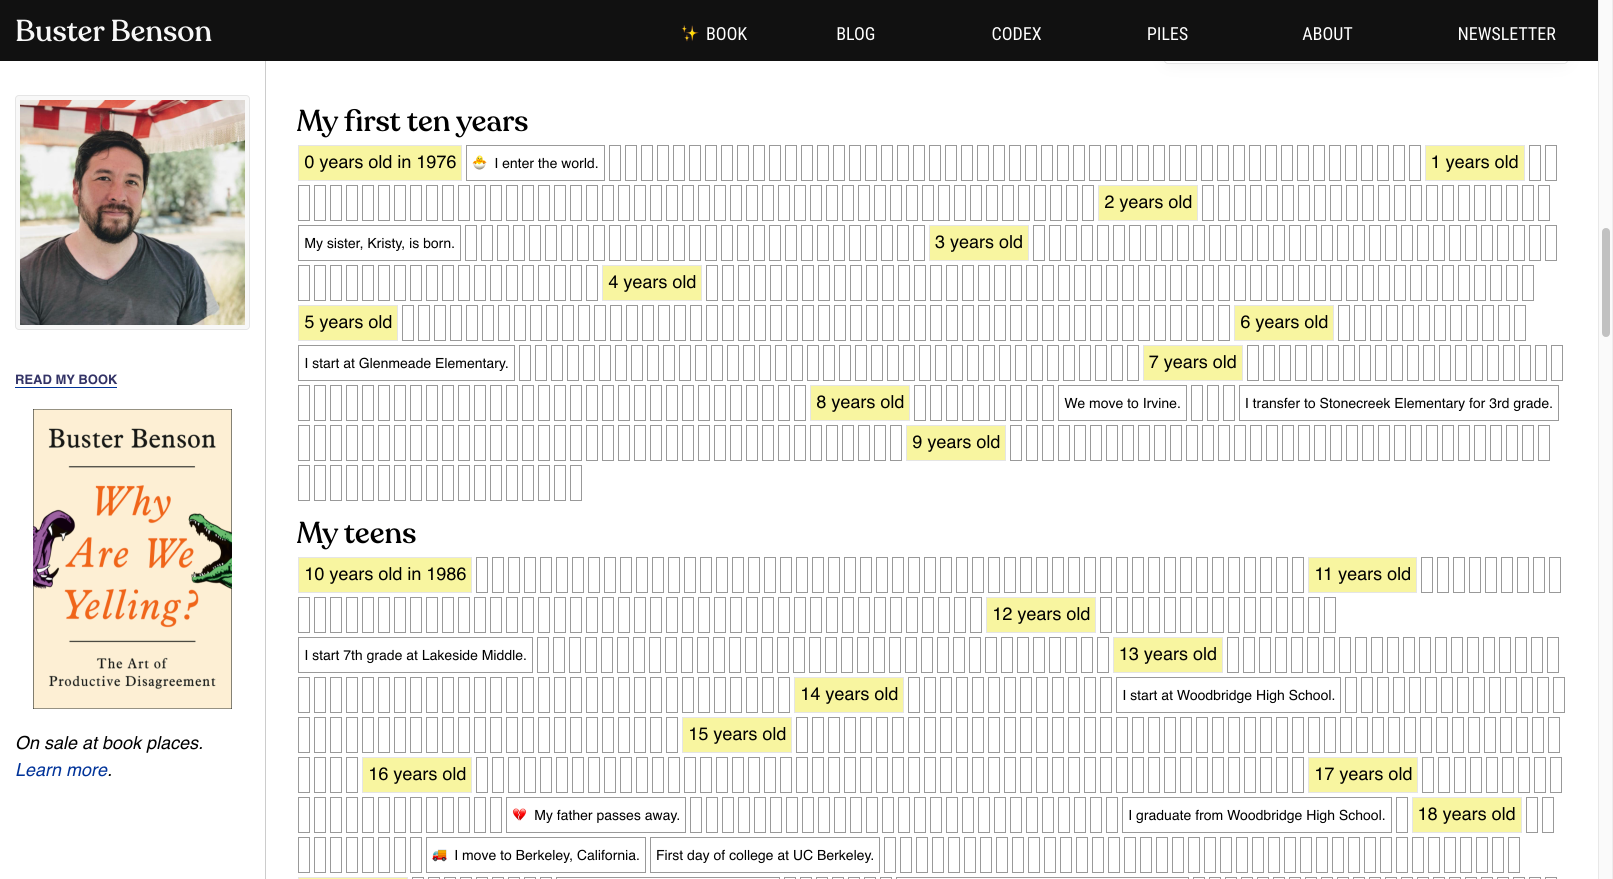 Buster Benson
✨ BOOK BLOG CODEX PILES ABOUT NEWSLETTER
READ MY BOOK
Buster Benson
Why
Are We
Yelling?
The Art of
Productive Disagreement
On sale at book places.
Learn more.
My first ten years
0 years old in 1976 🐣 I enter the world. 1 years old
2 years old
My sister, Kristy, is born. 3 years old
4 years old
5 years old 6 years old
I start at Glenmeade Elementary. 7 years old
8 years old We move to Irvine. I transfer to Stonecreek Elementary for 3rd grade.
9 years old
My teens
10 years old in 1986 11 years old
12 years old
I start 7th grade at Lakeside Middle. 13 years old
14 years old I start at Woodbridge High School.
15 years old
16 years old 17 years old
💔 My father passes away. I graduate from Woodbridge High School. 18 years old
🚚 I move to Berkeley, California. First day of college at UC Berkeley.